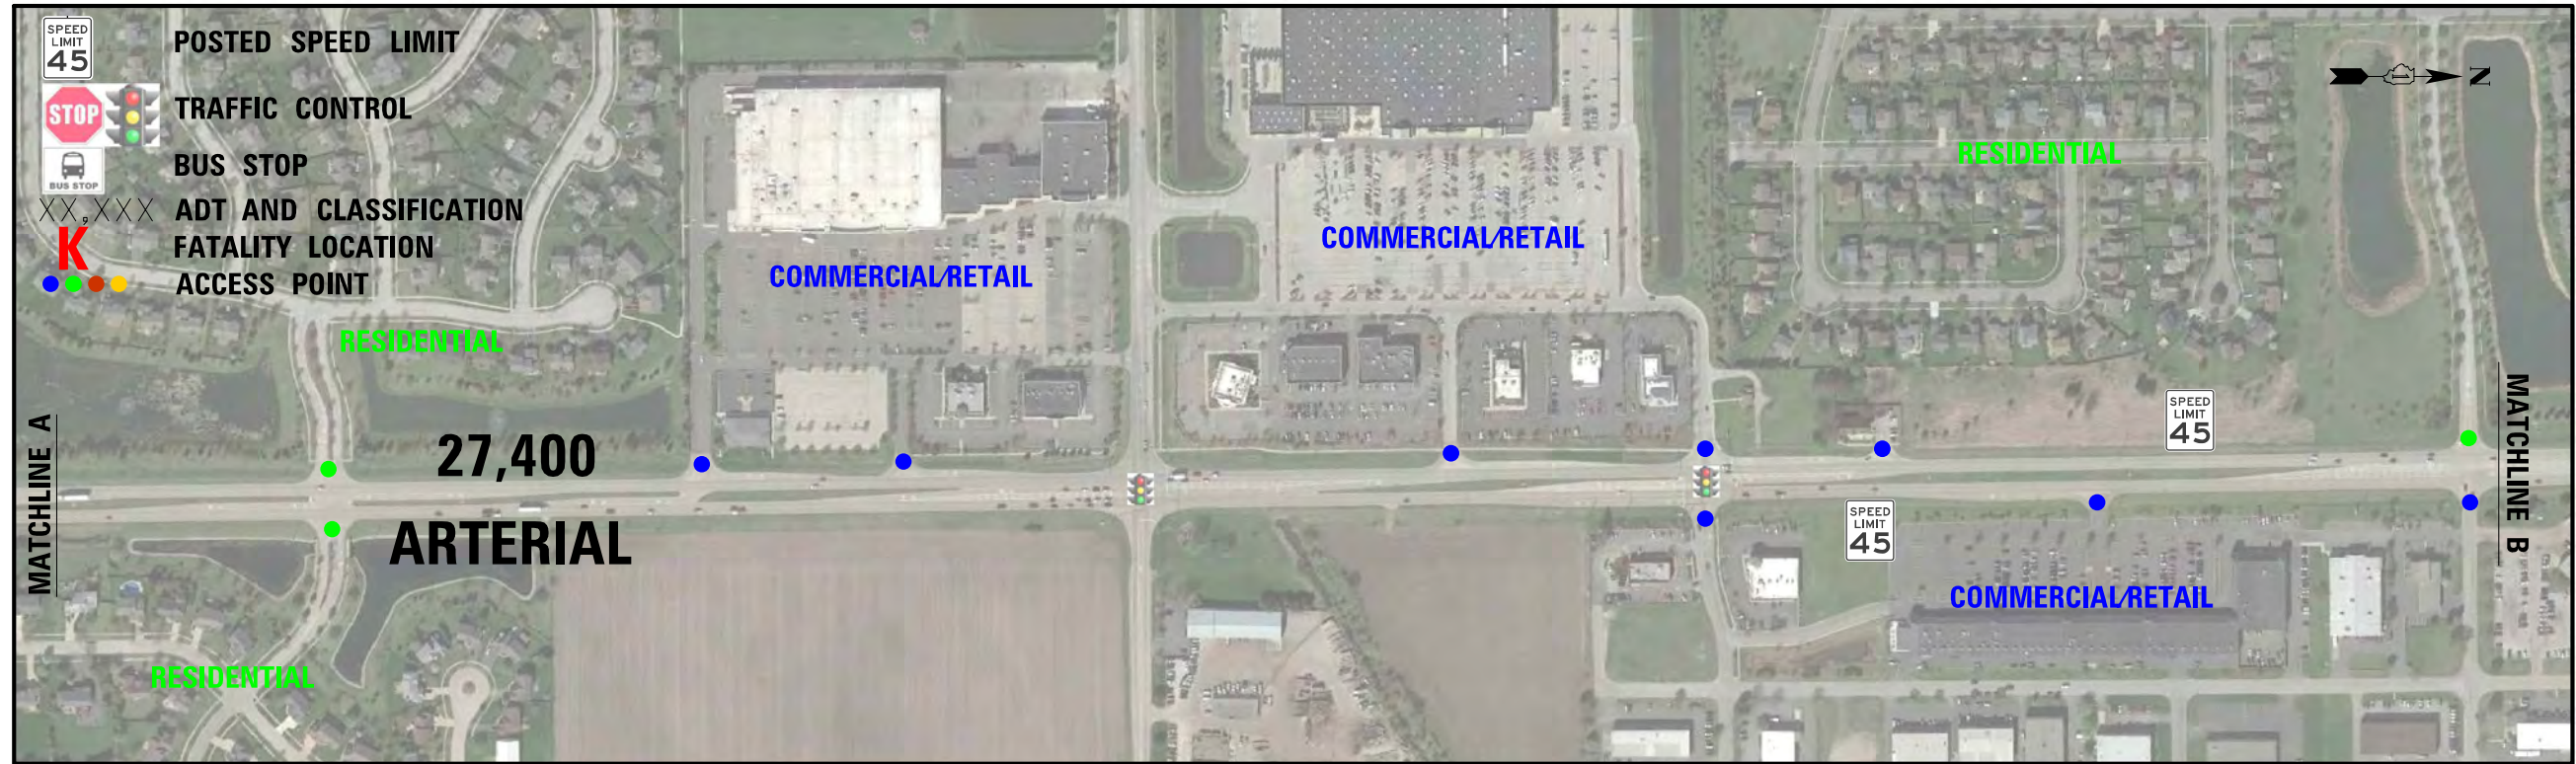 SPEED
LIMIT
45
POSTED SPEED LIMIT
STOP
TRAFFIC CONTROL
BUS STOP
BUS STOP
XX,XXX ADT AND CLASSIFICATION
K
FATALITY LOCATION
ACCESS POINT
N
RESIDENTIAL
COMMERCIAL/RETAIL
COMMERCIAL/RETAIL
RESIDENTIAL
MATCHLINE A
27,400
ARTERIAL
SPEED
LIMIT
45
MATCHLINE B
SPEED
LIMIT
45
COMMERCIAL/RETAIL
RESIDENTIAL